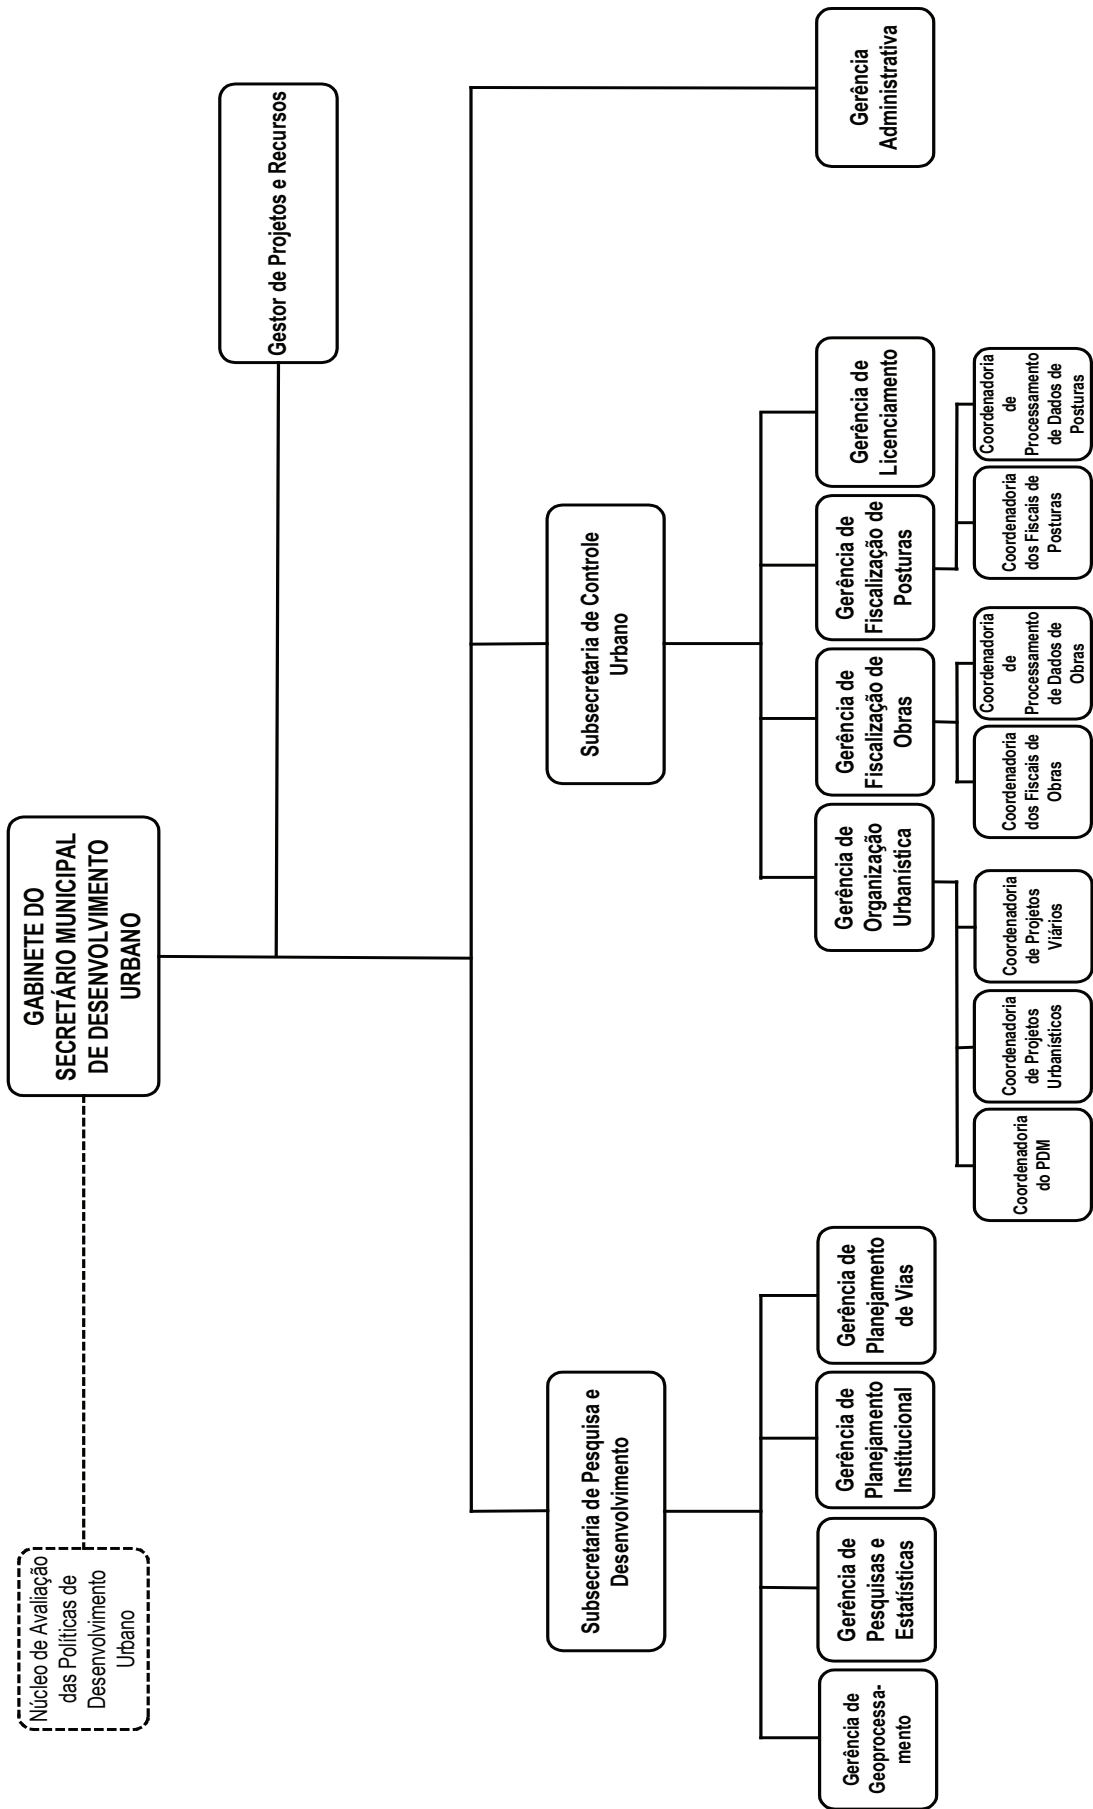 GABINETE DO
SECRETÁRIO MUNICIPAL
DE DESENVOLVIMENTO
URBANO
Núcleo de Avaliação
das Políticas de
Desenvolvimento
Urbano
Gestor de Projetos e Recursos
Subsecretaria de Pesquisa e
Desenvolvimento
Subsecretaria de Controle
Urbano
Gerência de
Geoprocessa-
mento
Gerência de
Pesquisas e
Estatísticas
Gerência de
Planejamento
Institucional
Gerência de
Planejamento
de Vias
Gerência de
Organização
Urbanística
Gerência de
Fiscalização de
Obras
Gerência de
Fiscalização de
Posturas
Gerência de
Licenciamento
Gerência
Administrativa
Coordenadoria
do PDM
Coordenadoria
de Projetos
Urbanísticos
Coordenadoria
de Projetos
Viários
Coordenadoria
dos Fiscais de
Obras
Coordenadoria
de
Processamento
de Dados de
Obras
Coordenadoria
dos Fiscais de
Posturas
Coordenadoria
de
Processamento
de Dados de
Posturas